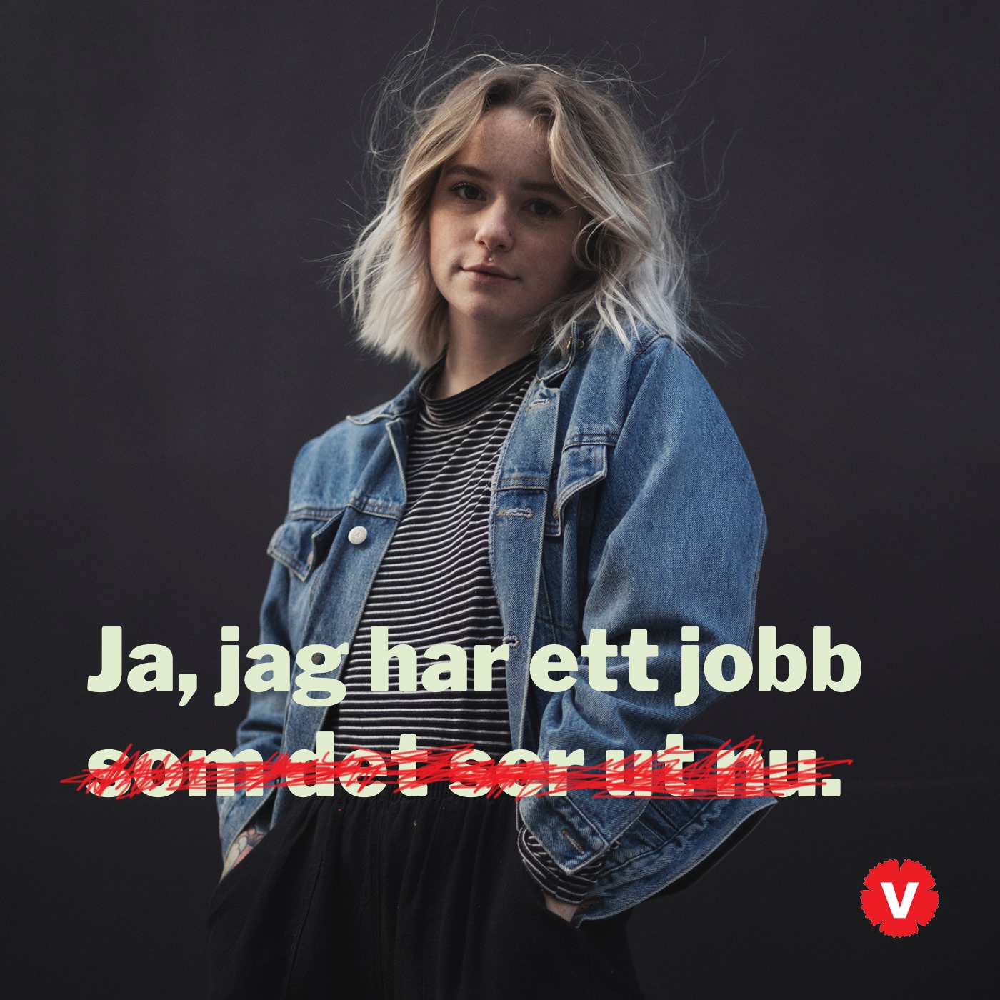 Ja, jag har ett jobb
som det ser ut nu.
V